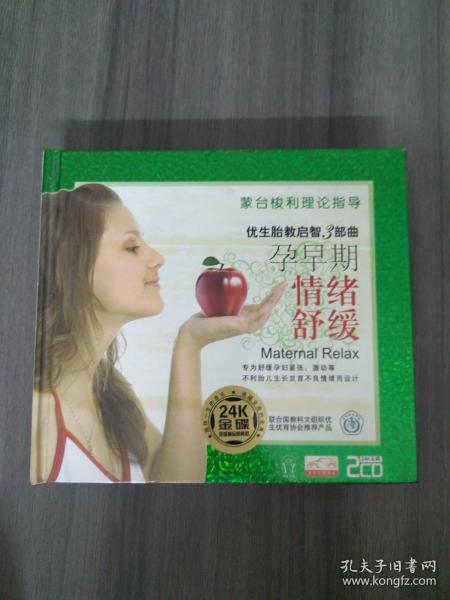 蒙台梭利理论指导
优生胎教启智3部曲
孕早期
情绪
舒缓
Maternal Relax
专为舒缓孕妇紧张、激动等
不利胎儿生长发育不良情绪而设计
24K
金碟
联合国教科文组织优
生优育协会推荐产品
2CD
孔夫子旧书网
www.kongfz.com